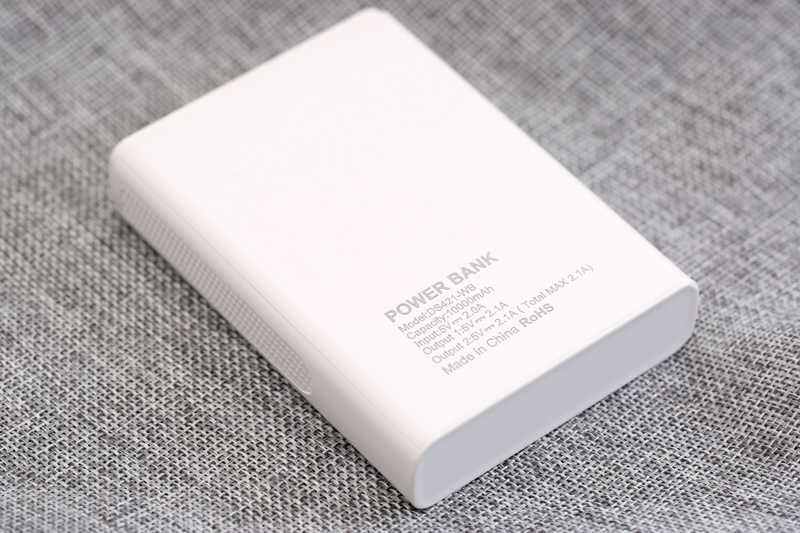 POWER BANK
Model:DS421-WB
Capacity:10000mAh
Input:5V⎓2.0A
Output 1:5V⎓2.1A
Output 2:5V⎓2.1A ( Total MAX 2.1A)
Made in China RoHS